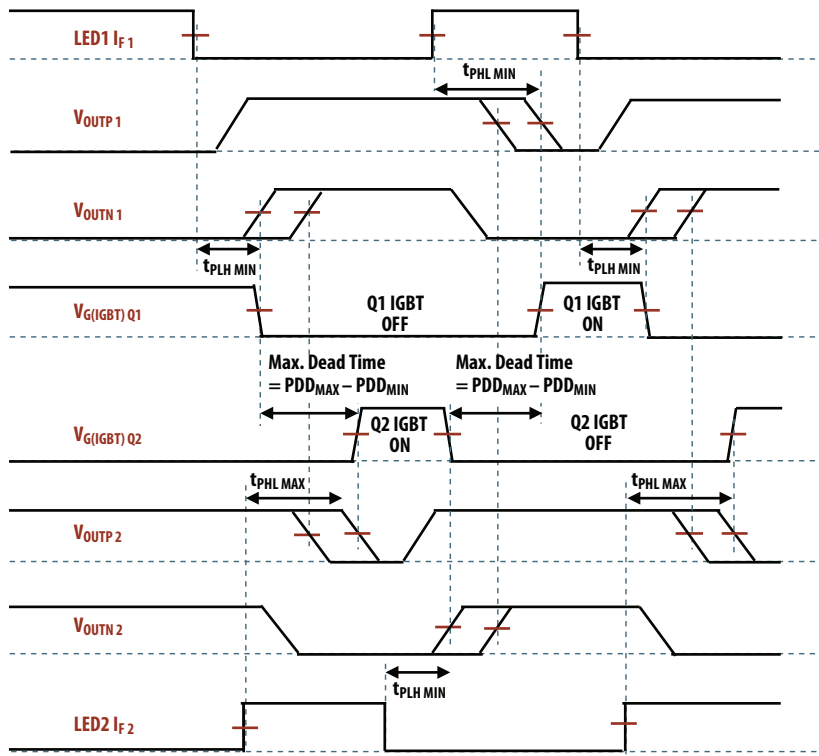 LED1 IF 1
tPHL MIN
VOUTP 1
VOUTN 1
tPLH MIN
tPLH MIN
VG(IGBT) Q1
Q1 IGBT
OFF
Q1 IGBT
ON
Max. Dead Time
= PDDMAX – PDDMIN
Max. Dead Time
= PDDMAX – PDDMIN
VG(IGBT) Q2
Q2 IGBT
ON
Q2 IGBT
OFF
tPHL MAX
tPHL MAX
VOUTP 2
VOUTN 2
tPLH MIN
LED2 IF 2